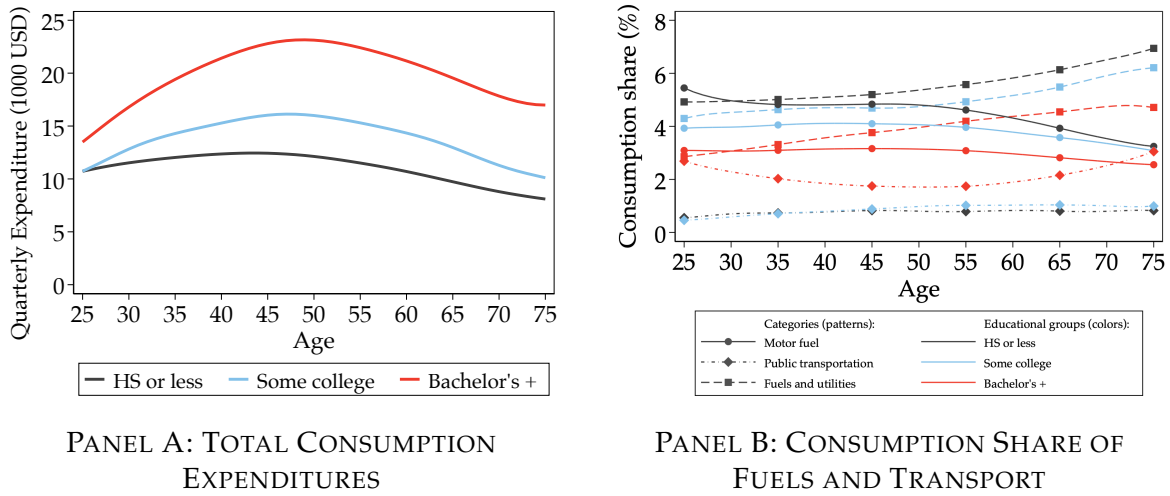 Quarterly Expenditure (1000 USD)
25
20
15
10
5
0
25 30 35 40 45 50 55 60 65 70 75
Age
HS or less Some college Bachelor's +
PANEL A: TOTAL CONSUMPTION
EXPENDITURES
Consumption share (%)
8
6
4
2
0
25 30 35 40 45 50 55 60 65 70 75
Age
Categories (patterns): Educational groups (colors):
Motor fuel HS or less
Public transportation Some college
Fuels and utilities Bachelor's +
PANEL B: CONSUMPTION SHARE OF
FUELS AND TRANSPORT